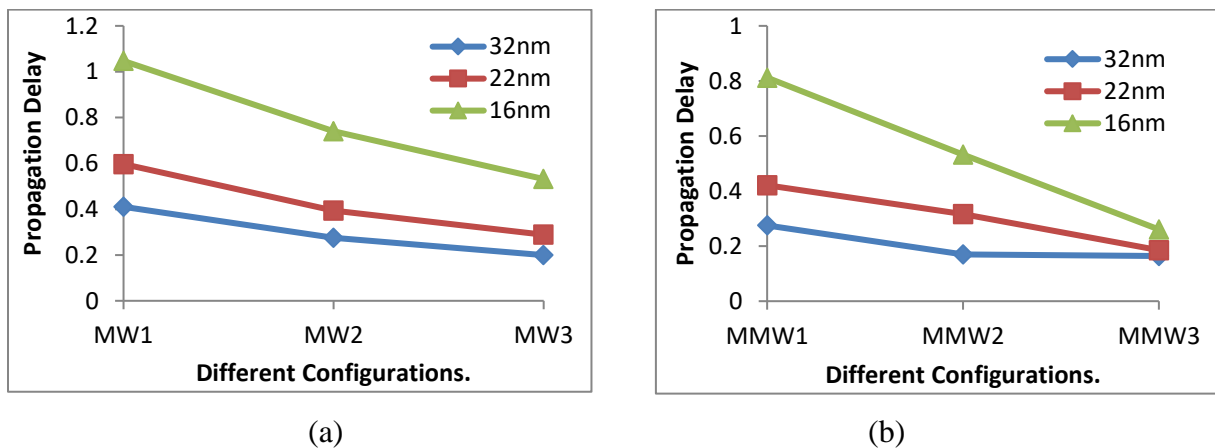 Propagation Delay
1.2
1
0.8
0.6
0.4
0.2
0
32nm
22nm
16nm
MW1 MW2 MW3
Different Configurations.
(a)
Propagation Delay
1
0.8
0.6
0.4
0.2
0
32nm
22nm
16nm
MMW1 MMW2 MMW3
Different Configurations.
(b)